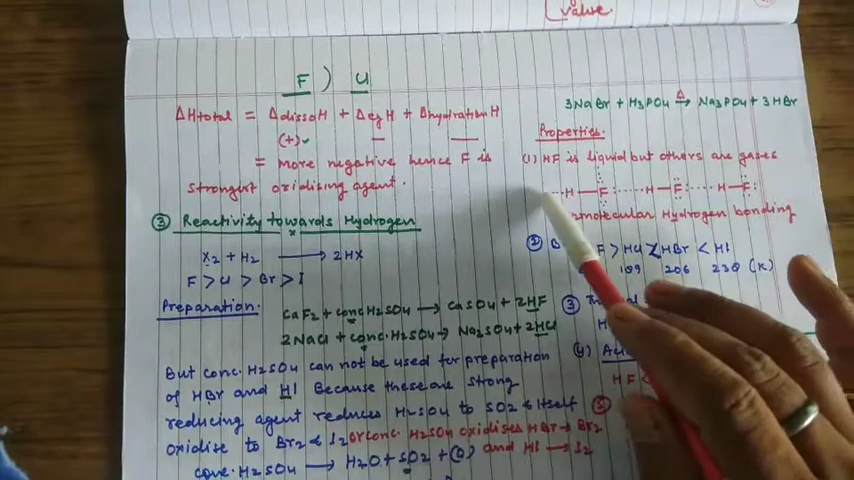 value
F ) Cl
ΔHtotal = ΔdissoH + ΔegH + ΔhydrationH
(+) — —
= more negative hence F is
strongest oxidising agent.
③ Reactivity towards Hydrogen
X2 + H2 ⟶ 2HX
F > Cl > Br > I
Preparation
CaF2 + conc H2SO4 → CaSO4 + 2HF
2NaCl + conc. H2SO4 → Na2SO4 + 2HCl
But conc. H2SO4 can not be used for preparation
of HBr and HI Because these are strong
reducing agent reduces H2SO4 to SO2 & itself
oxidise to Br2 & I2 or conc. H2SO4 oxidises HBr → Br2
and HI → I2
conc. H2SO4 ⟶ H2O + SO2 + (O)
3NaBr + H3PO4 Δ⇌ Na3PO4 + 3HBr
Properties:
(1) HF is liquid but others are gases
H—F······H—F······H—F
molecular Hydrogen bonding
② F > HCl < HBr < HI
189 206 238 (K)
③
(4)
HF <
⑤